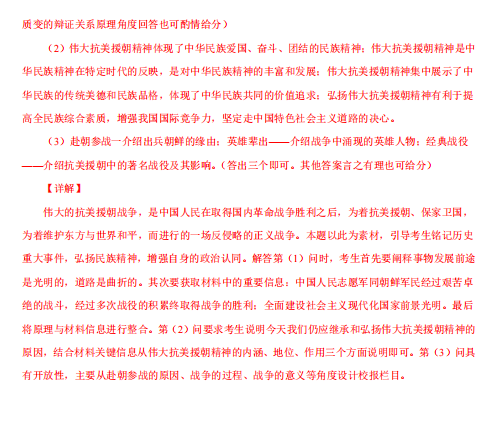 质变的辩证关系原理角度回答也可酌情给分）
（2）伟大抗美援朝精神体现了中华民族爱国、奋斗、团结的民族精神；伟大抗美援朝精神是中
华民族精神在特定时代的反映，是对中华民族精神的丰富和发展；伟大抗美援朝精神集中展示了中
华民族的传统美德和民族品格，体现了中华民族共同的价值追求；弘扬伟大抗美援朝精神有利于提
高全民族综合素质，增强我国国际竞争力，坚定走中国特色社会主义道路的决心。
（3）赴朝参战一介绍出兵朝鲜的缘由；英雄辈出——介绍战争中涌现的英雄人物；经典战役
——介绍抗美援朝中的著名战役及其影响。（答出三个即可。其他答案言之有理也可给分）
【详解】
伟大的抗美援朝战争，是中国人民在取得国内革命战争胜利之后，为着抗美援朝、保家卫国，
为着维护东方与世界和平，而进行的一场反侵略的正义战争。本题以此为素材，引导考生铭记历史
重大事件，弘扬民族精神，增强自身的政治认同。解答第（1）问时，考生首先要阐释事物发展前途
是光明的，道路是曲折的。其次要获取材料中的重要信息：中国人民志愿军同朝鲜军民经过艰苦卓
绝的战斗，经过多次战役的积累终取得战争的胜利；全面建设社会主义现代化国家前景光明。最后
将原理与材料信息进行整合。第（2）问要求考生说明今天我们仍应继承和弘扬伟大抗美援朝精神的
原因，结合材料关键信息从伟大抗美援朝精神的内涵、地位、作用三个方面说明即可。第（3）问具
有开放性，主要从赴朝参战的原因、战争的过程、战争的意义等角度设计校报栏目。